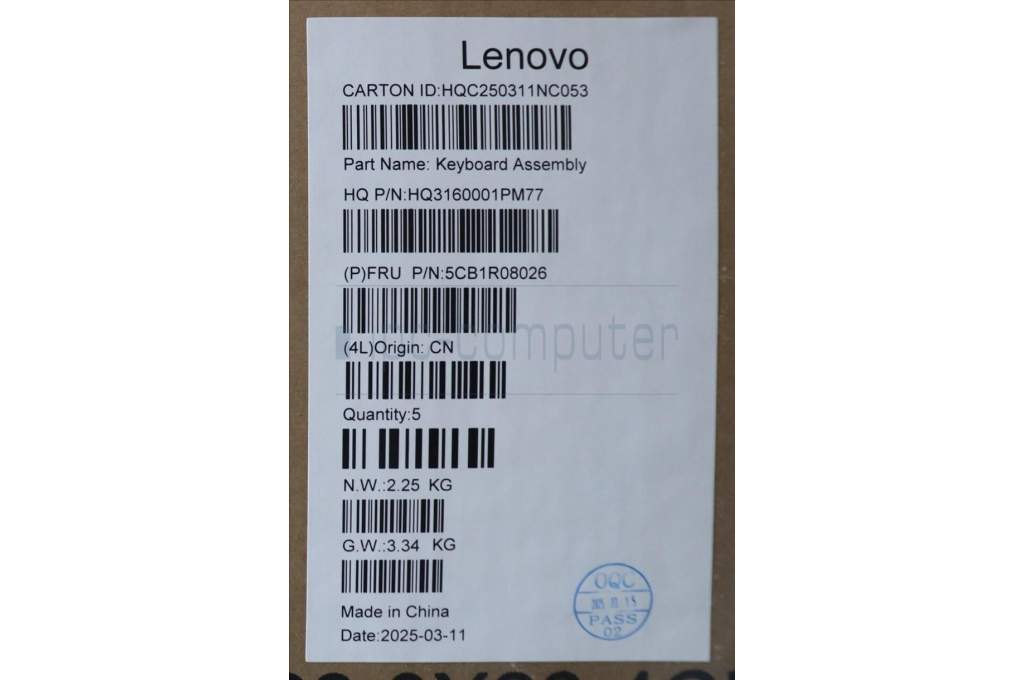 Lenovo
CARTON ID:HQC250311NC053
Part Name: Keyboard Assembly
HQ P/N:HQ3160001PM77
(P)FRU P/N:5CB1R08026
computer
(4L)Origin: CN
Quantity:5
N.W.:2.25 KG
G.W.:3.34 KG
OQC
PASS
02
Made in China
Date:2025-03-11